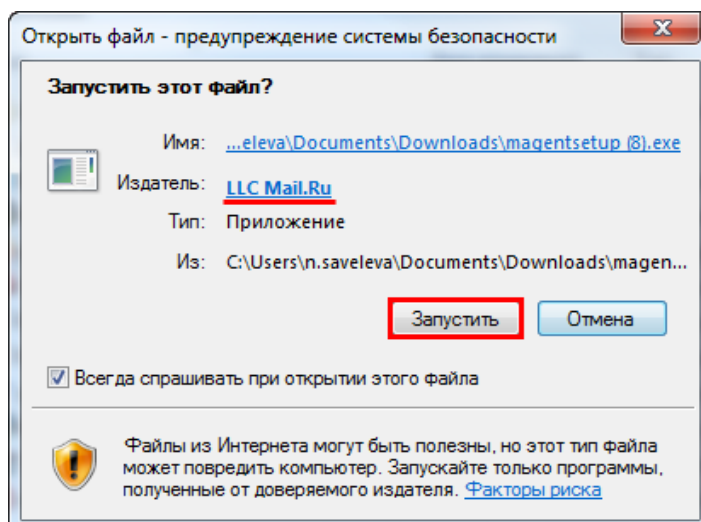 Открыть файл - предупреждение системы безопасности
Запустить этот файл?
Имя: ...eleva\Documents\Downloads\magentsetup (8).exe
Издатель: LLC Mail.Ru
Тип: Приложение
Из: C:\Users\n.saveleva\Documents\Downloads\magen...
Запустить Отмена
Всегда спрашивать при открытии этого файла
Файлы из Интернета могут быть полезны, но этот тип файла
может повредить компьютер. Запускайте только программы,
полученные от доверяемого издателя. Факторы риска